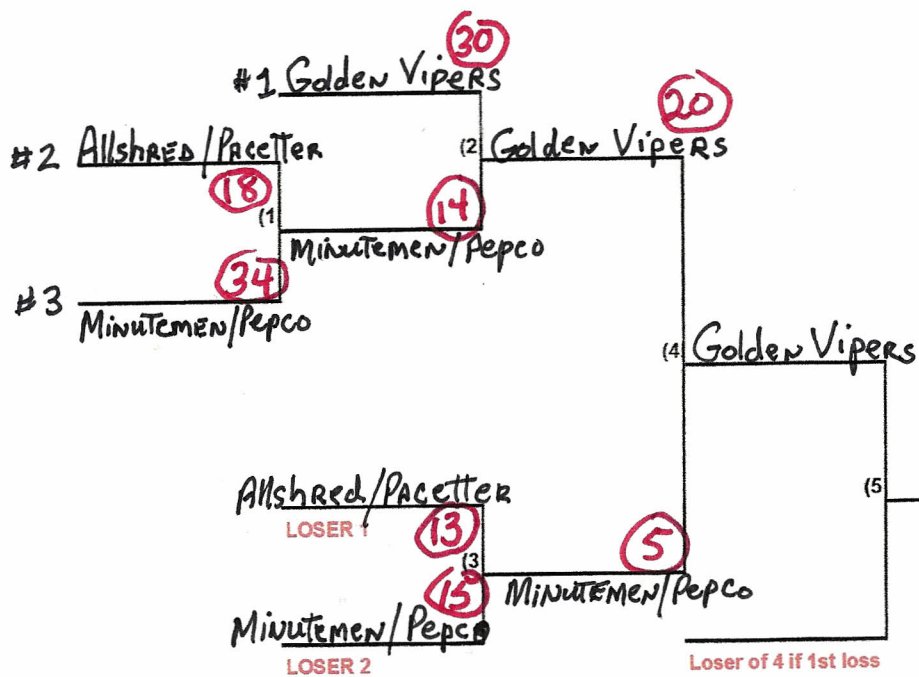 30
#1 Golden Vipers
20
#2 Allshred/Pacetter
(2 Golden Vipers
18
(1
14
Minutemen/Pepco
34
#3
Minutemen/Pepco
(4 Golden Vipers
Allshred/Pacetter
(5
LOSER 1
13
5
(3
15
Minutemen/Pepco
Minutemen/Pepco
LOSER 2
Loser of 4 if 1st loss